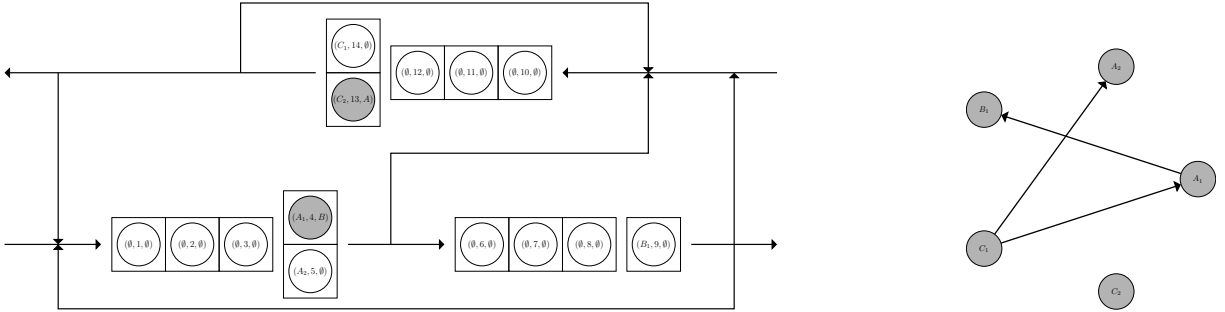 (C₁, 14, ∅)
(∅, 12, ∅) (∅, 11, ∅) (∅, 10, ∅)
(C₂, 13, A)
(A₁, 4, B)
(∅, 1, ∅) (∅, 2, ∅) (∅, 3, ∅)
(A₂, 5, ∅)
(∅, 6, ∅) (∅, 7, ∅) (∅, 8, ∅) (B₁, 9, ∅)
A₂
B₁
A₁
C₁
C₂